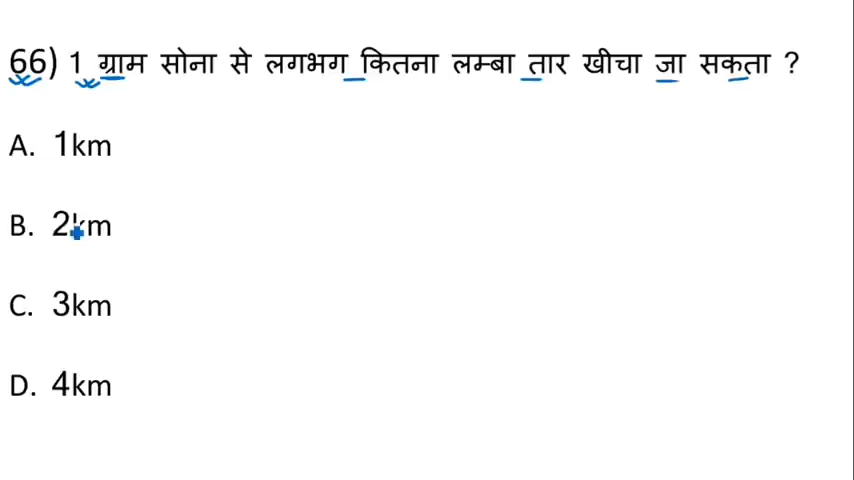 66) 1 ग्राम सोना से लगभग कितना लम्बा तार खीचा जा सकता ?
A. 1km
B. 2km
C. 3km
D. 4km